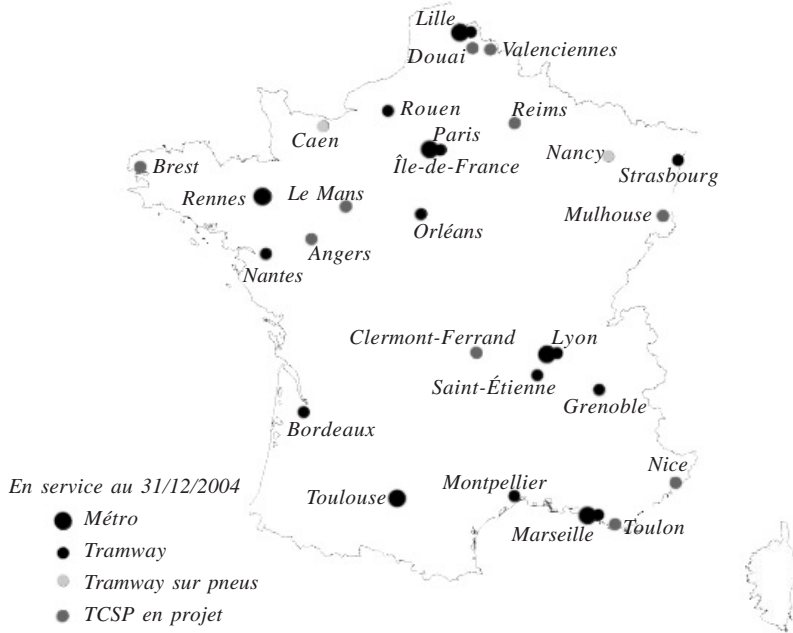 Lille
Douai
Valenciennes
Rouen
Reims
Caen
Paris
Île-de-France
Nancy
Strasbourg
Brest
Rennes
Le Mans
Orléans
Mulhouse
Angers
Nantes
Clermont-Ferrand
Lyon
Saint-Étienne
Grenoble
Bordeaux
Nice
En service au 31/12/2004
Toulouse
Montpellier
Marseille
Toulon
Métro
Tramway
Tramway sur pneus
TCSP en projet